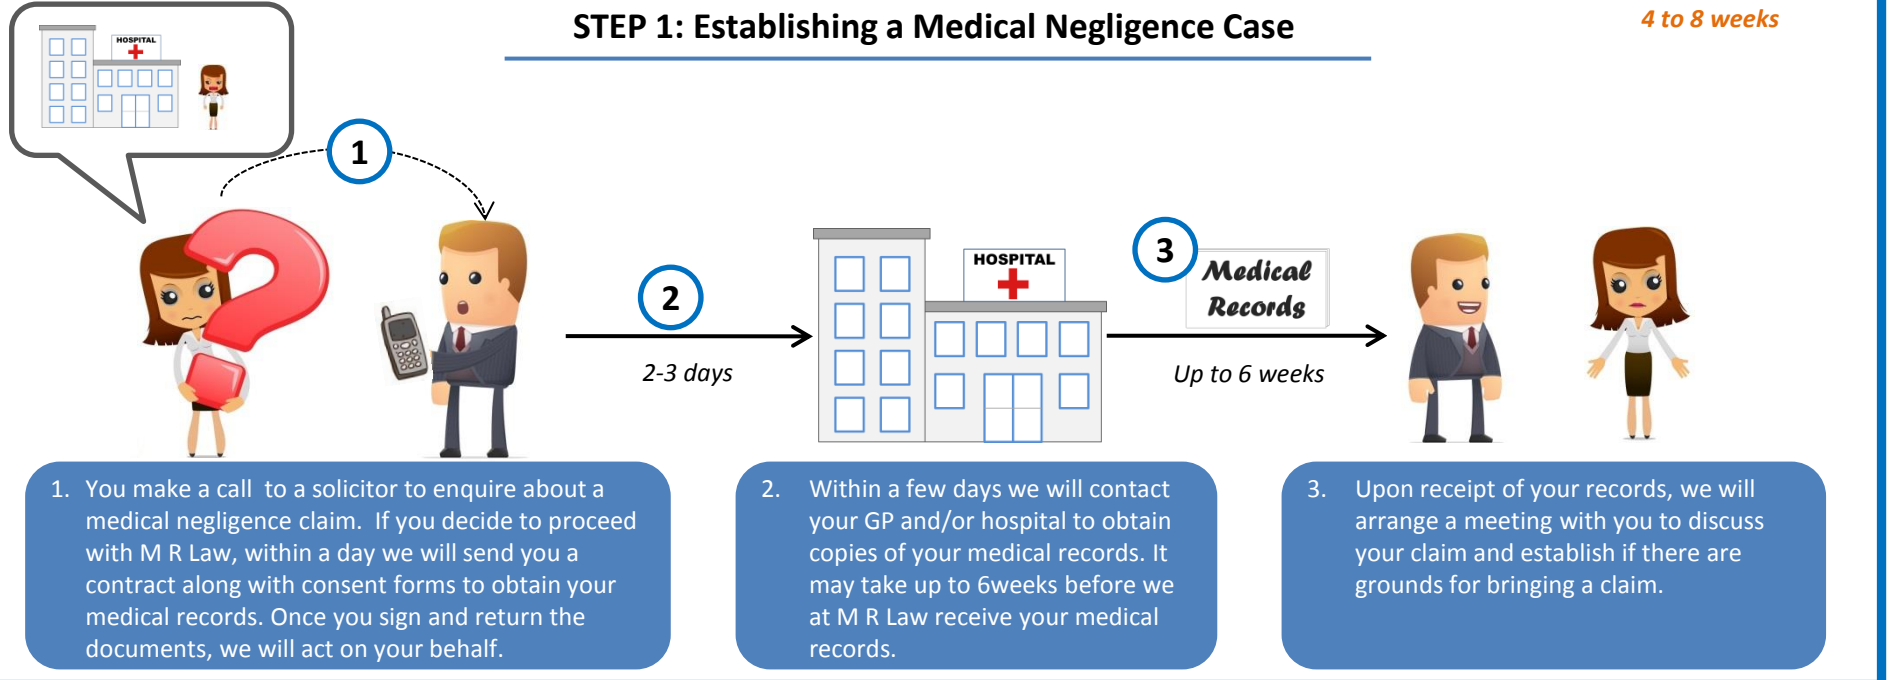 STEP 1: Establishing a Medical Negligence Case
4 to 8 weeks
HOSPITAL
1
2
2-3 days
HOSPITAL
3
Medical
Records
Up to 6 weeks
1. You make a call  to a solicitor to enquire about a
medical negligence claim.  If you decide to proceed
with M R Law, within a day we will send you a
contract along with consent forms to obtain your
medical records. Once you sign and return the
documents, we will act on your behalf.
2. Within a few days we will contact
your GP and/or hospital to obtain
copies of your medical records. It
may take up to 6weeks before we
at M R Law receive your medical
records.
3. Upon receipt of your records, we will
arrange a meeting with you to discuss
your claim and establish if there are
grounds for bringing a claim.